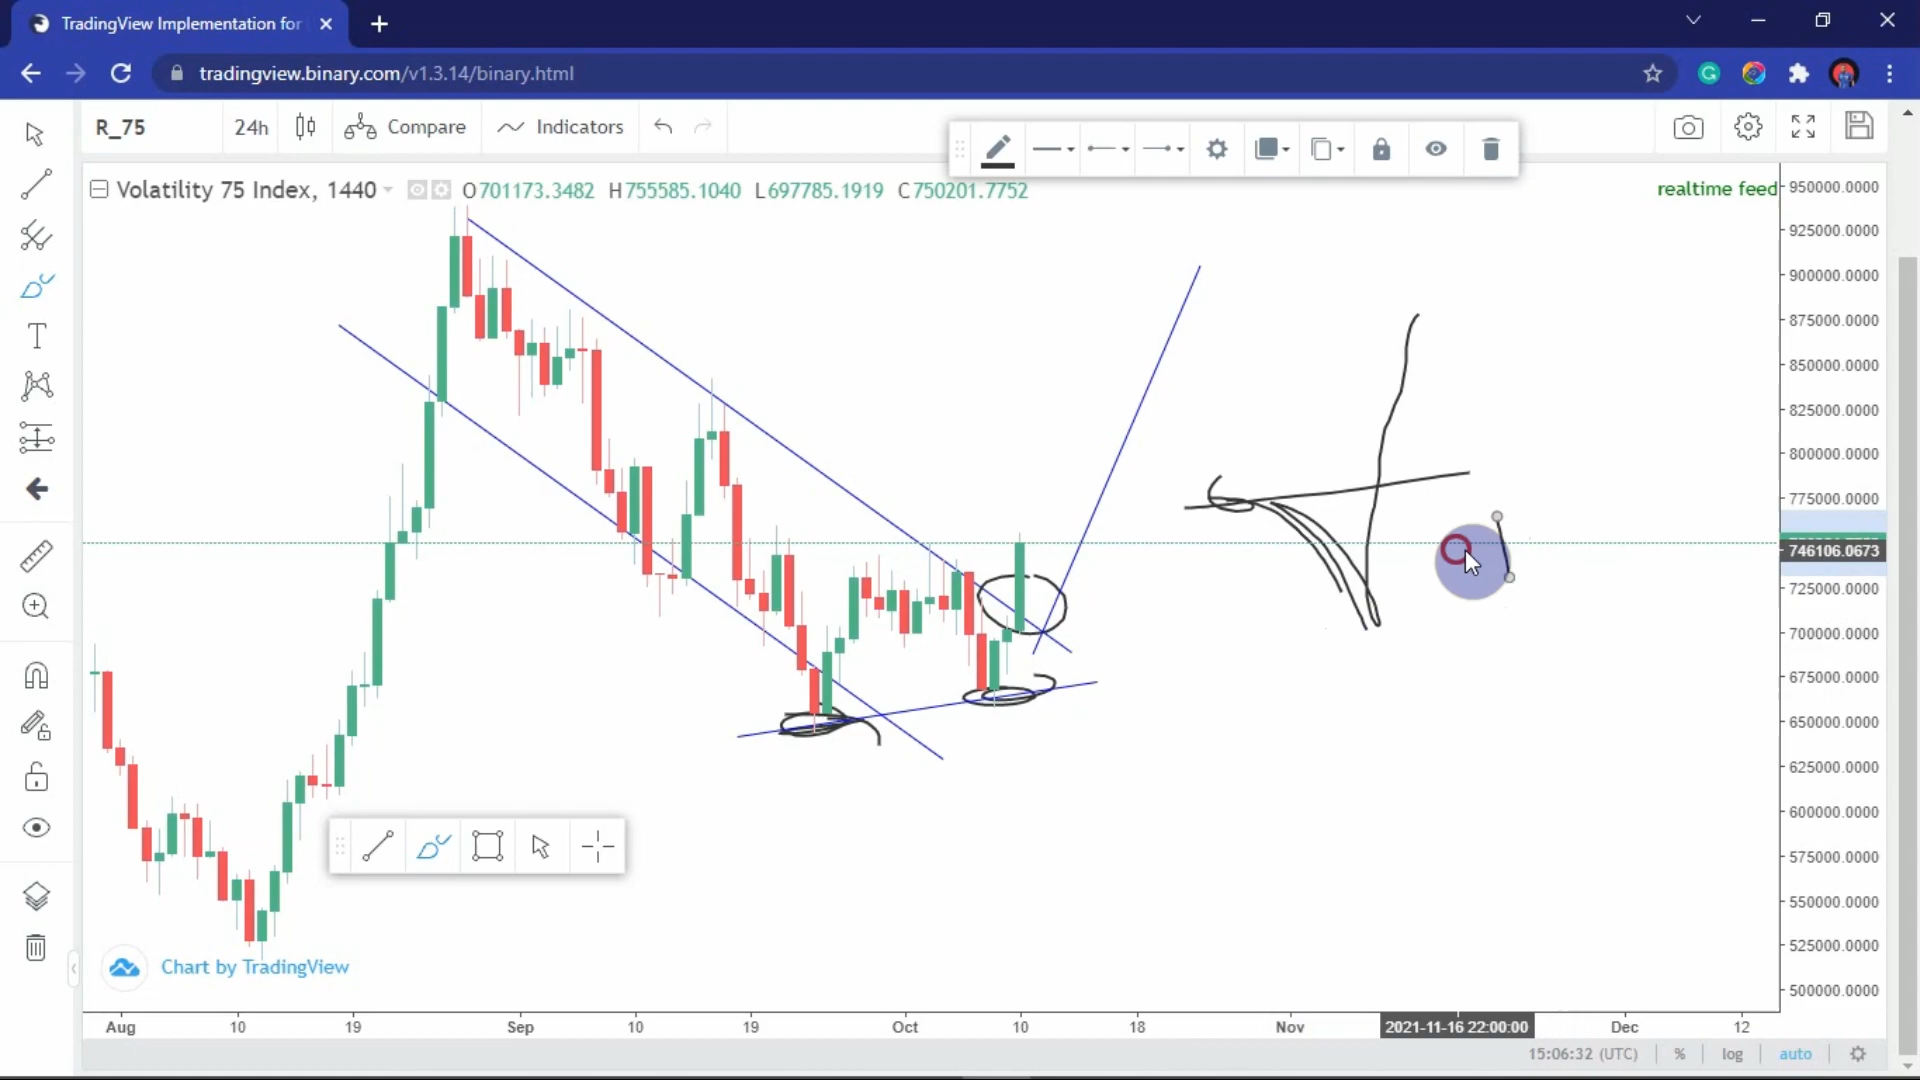 TradingView Implementation for
tradingview.binary.com/v1.3.14/binary.html
R_75
24h
Compare
Indicators
Volatility 75 Index, 1440
O701173.3482 H755585.1040 L697785.1919 C750201.7752
realtime feed
950000.0000
925000.0000
900000.0000
875000.0000
850000.0000
825000.0000
800000.0000
775000.0000
746106.0673
725000.0000
700000.0000
675000.0000
650000.0000
625000.0000
600000.0000
575000.0000
550000.0000
525000.0000
500000.0000
Chart by TradingView
Aug 10 19 Sep 10 19 Oct 10 18 Nov 2021-11-16 22:00:00 Dec 12
15:06:32 (UTC) % log auto